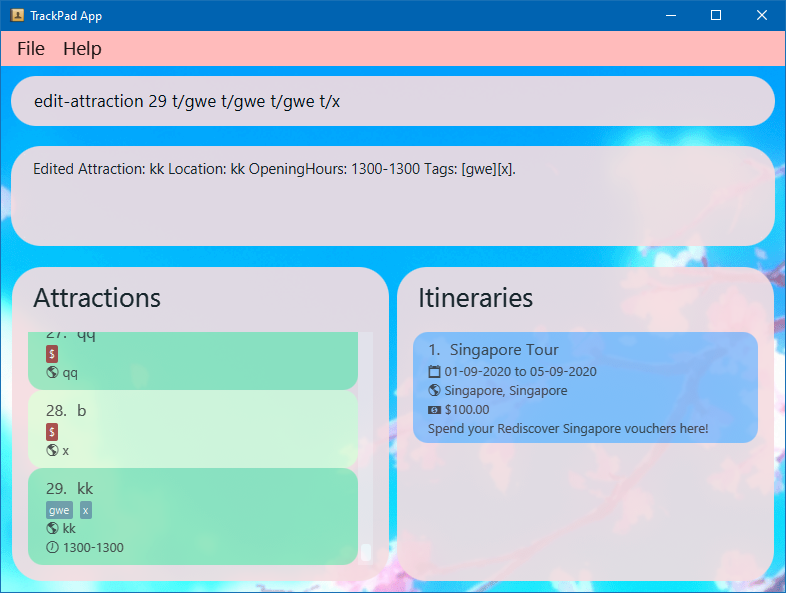 TrackPad App
File Help
edit-attraction 29 t/gwe t/gwe t/gwe t/x
Edited Attraction: kk Location: kk OpeningHours: 1300-1300 Tags: [gwe][x].
Attractions
27. qq
$
qq
28. b
$
x
29. kk
gwe x
kk
1300-1300
Itineraries
1. Singapore Tour
01-09-2020 to 05-09-2020
Singapore, Singapore
$100.00
Spend your Rediscover Singapore vouchers here!